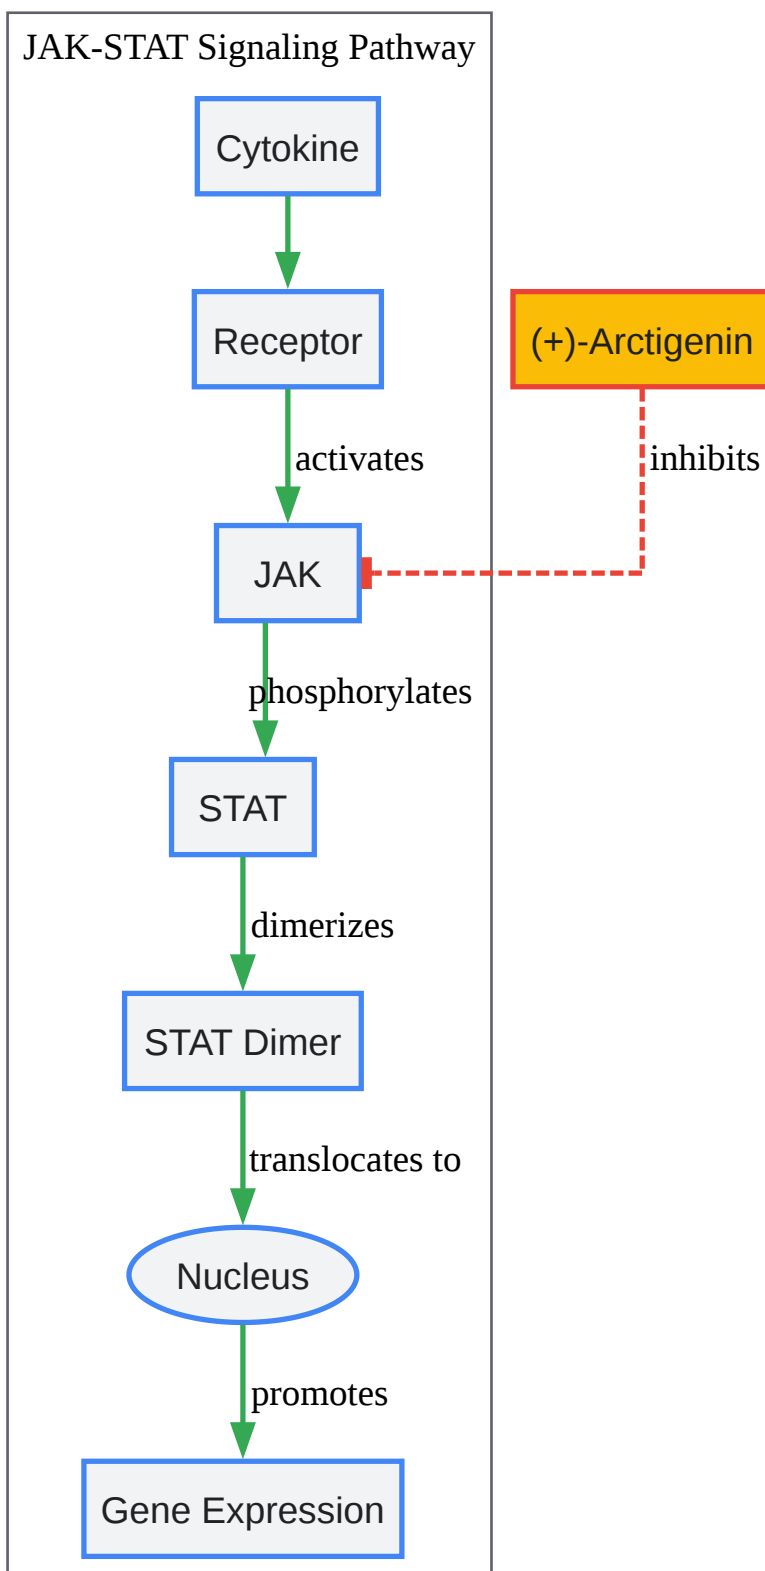 JAK-STAT Signaling Pathway
Cytokine
Receptor
(+)-Arctigenin
activates
inhibits
JAK
phosphorylates
STAT
dimerizes
STAT Dimer
translocates to
Nucleus
promotes
Gene Expression